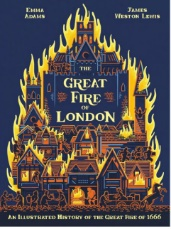 EMMA ADAMS
JAMES WESTON LEWIS
THE
GREAT
FIRE OF
LONDON
AN ILLUSTRATED HISTORY OF THE GREAT FIRE OF 1666